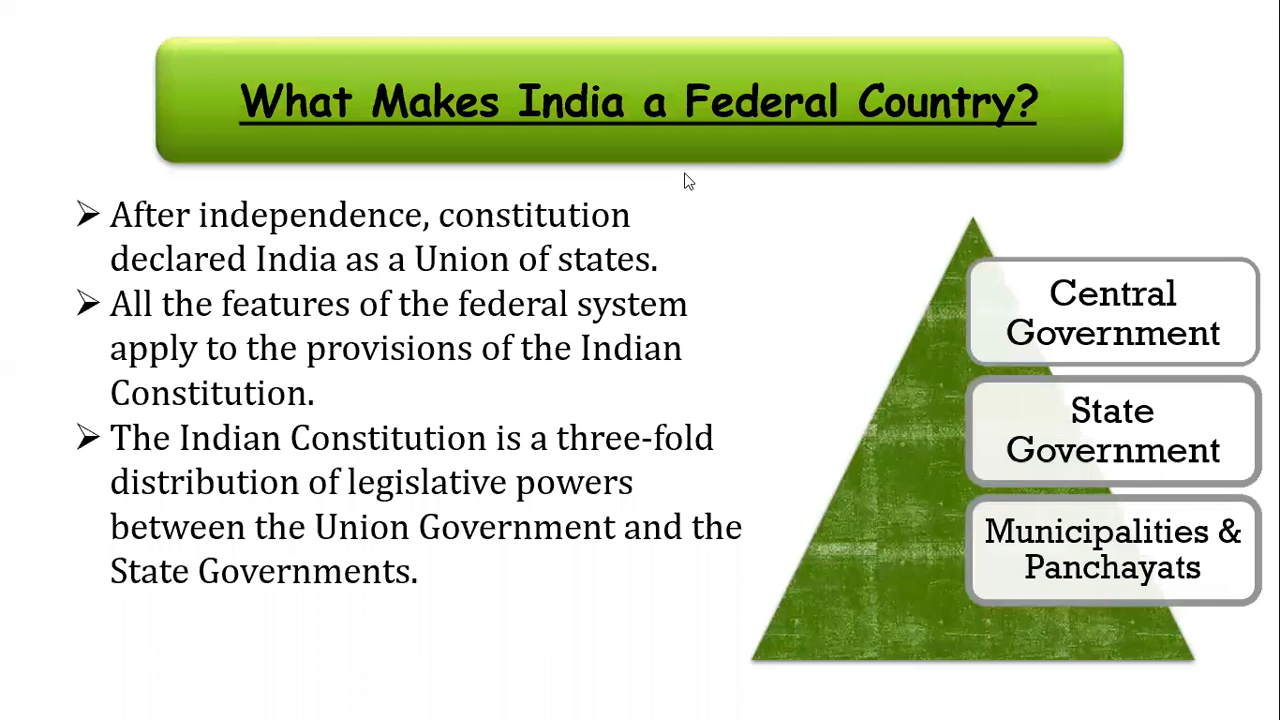 What Makes India a Federal Country?
➢ After independence, constitution
declared India as a Union of states.
➢ All the features of the federal system
apply to the provisions of the Indian
Constitution.
➢ The Indian Constitution is a three-fold
distribution of legislative powers
between the Union Government and the
State Governments.
Central
Government
State
Government
Municipalities &
Panchayats